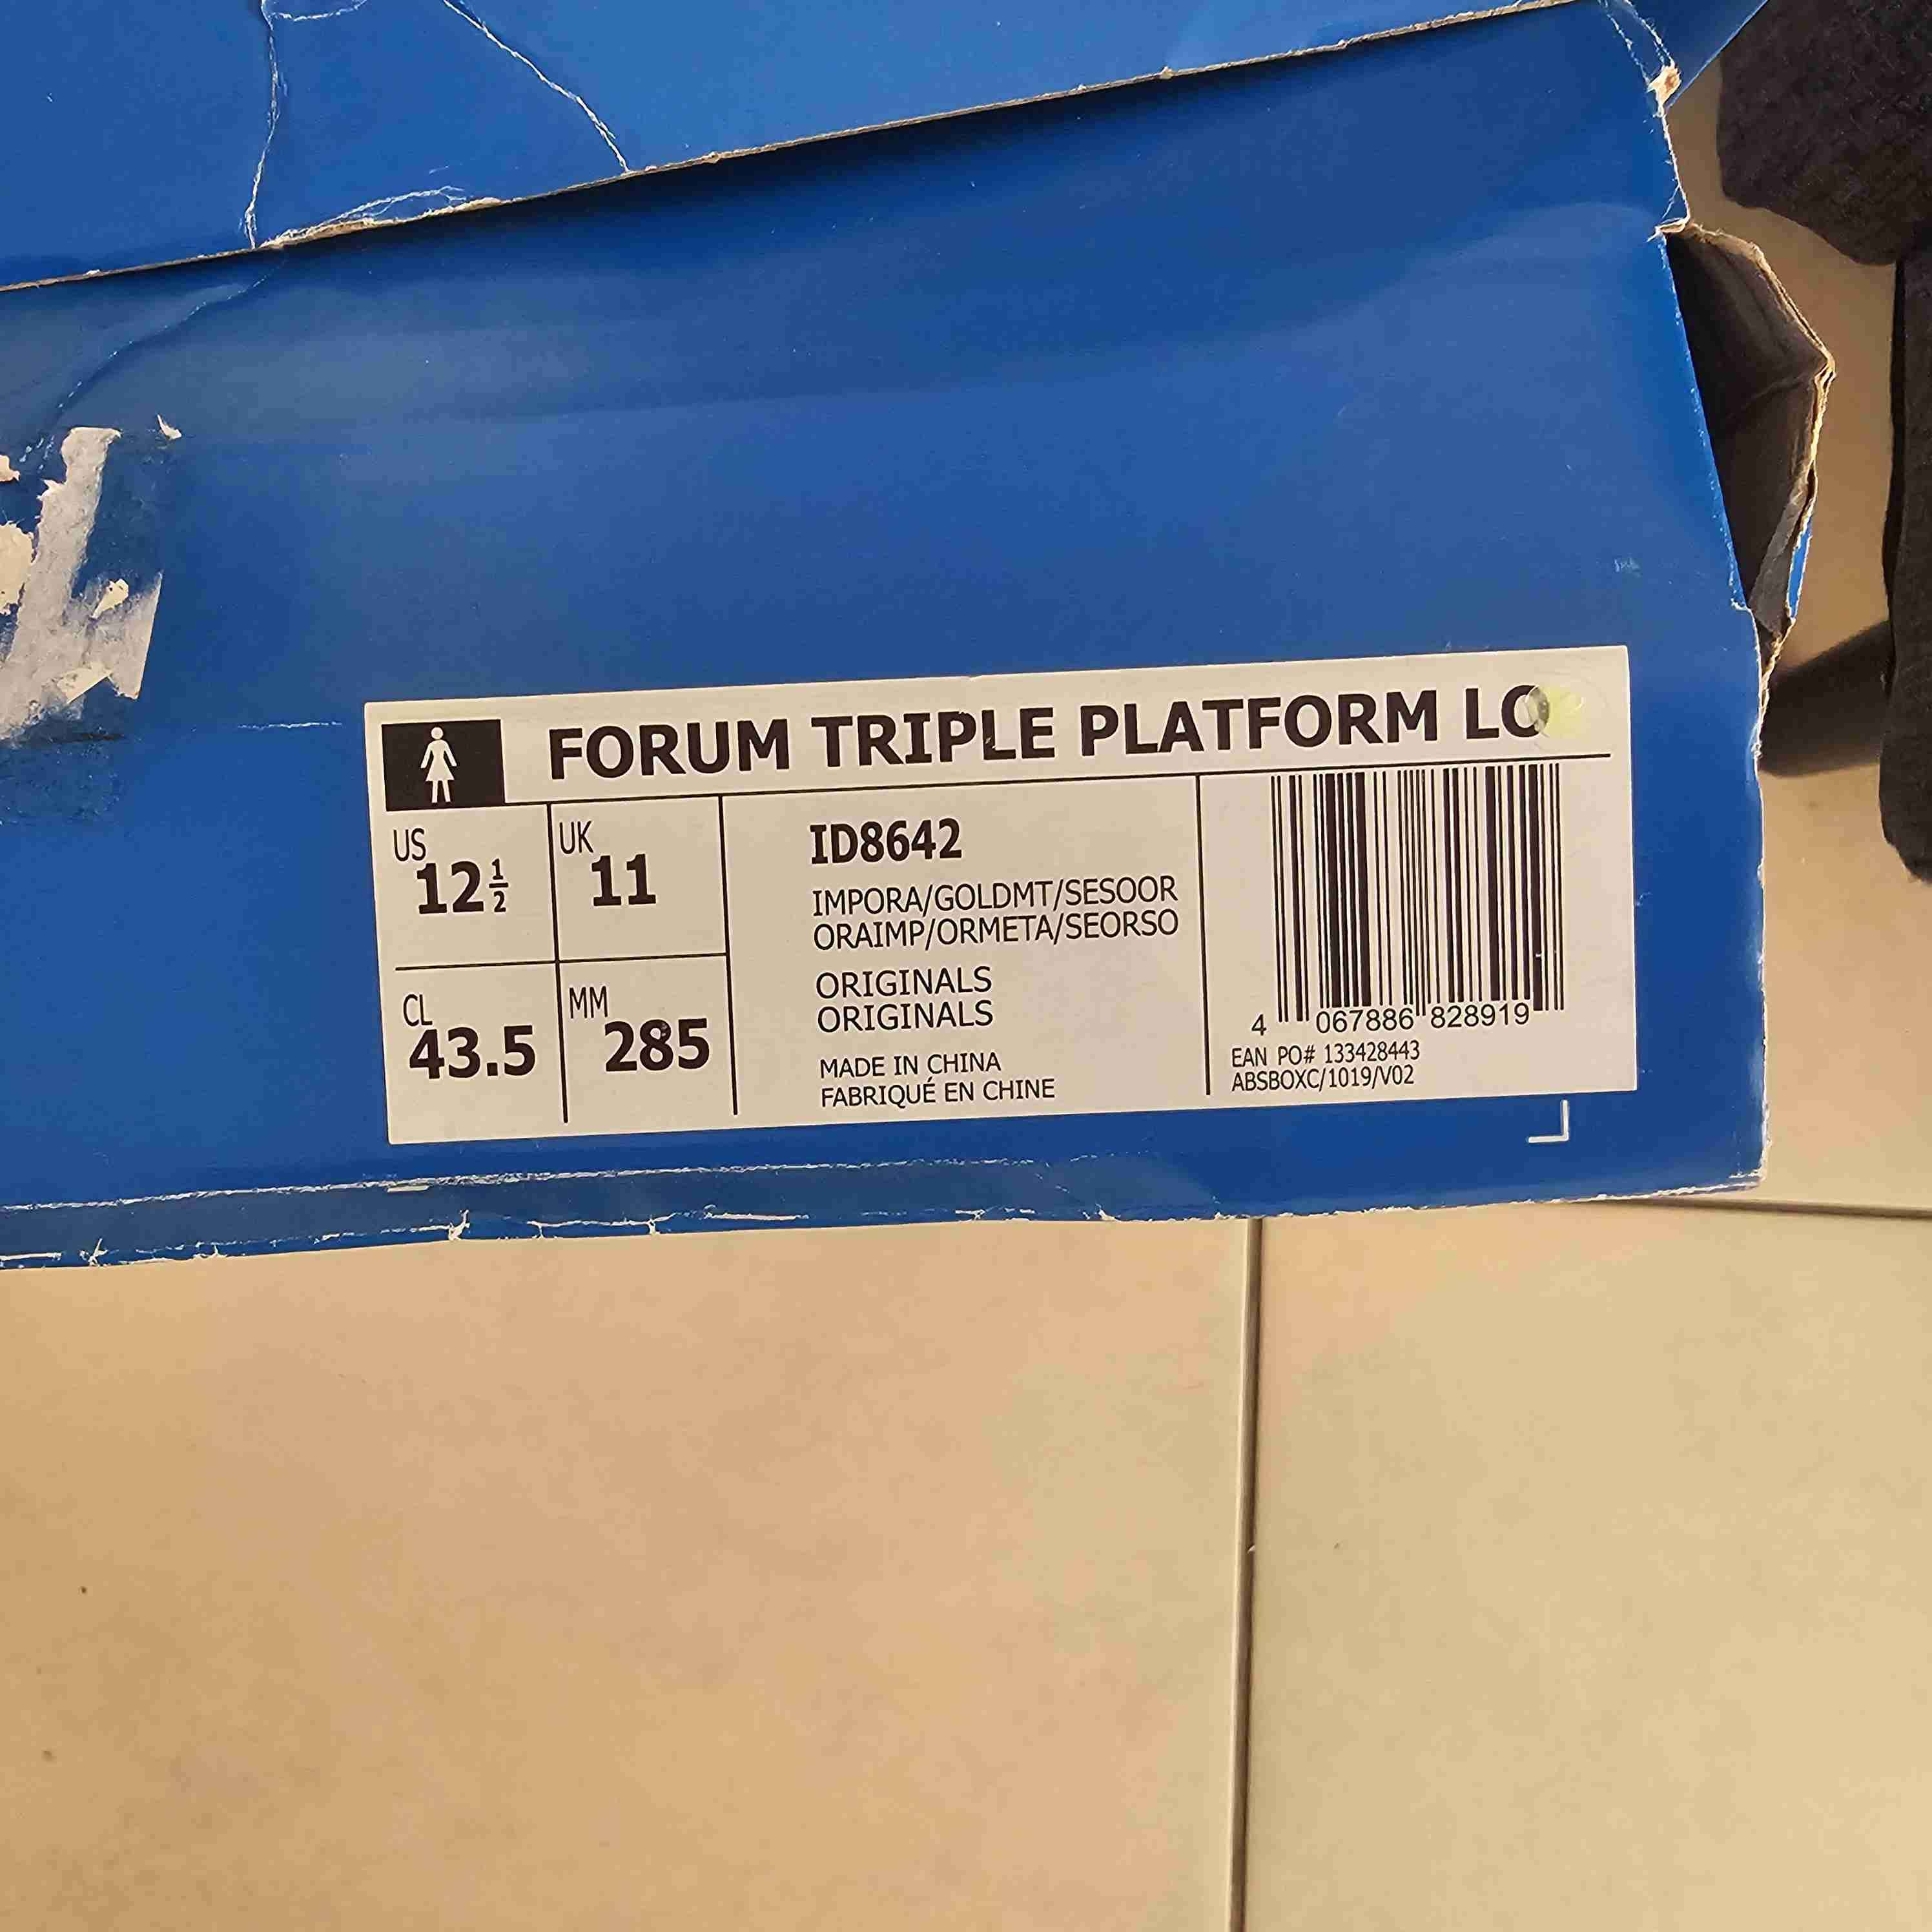 FORUM TRIPLE PLATFORM LO
US 12 1/2
UK 11
CL 43.5
MM 285
ID8642
IMPORA/GOLDMT/SESOOR
ORAIMP/ORMETA/SEORSO
ORIGINALS
ORIGINALS
MADE IN CHINA
FABRIQUÉ EN CHINE
4 067886 828919
EAN PO# 133428443
ABSBOXC/1019/V02